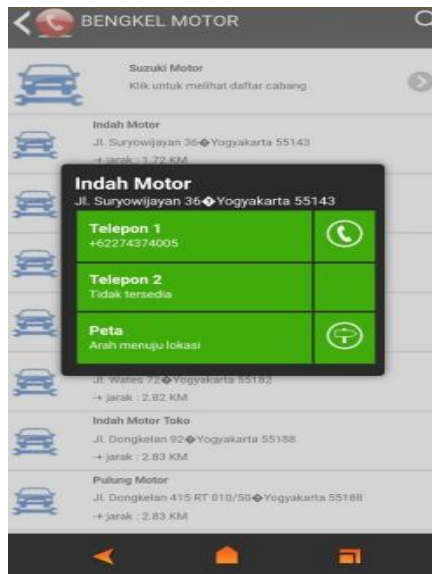 BENGKEL MOTOR
Suzuki Motor
Klik untuk melihat daftar cabang
Indah Motor
Jl. Suryowijayan 36�Yogyakarta 55143
→ jarak : 1.72 KM
Indah Motor
Jl. Suryowijayan 36�Yogyakarta 55143
Telepon 1
+62274374005
Telepon 2
Tidak tersedia
Peta
Arah menuju lokasi
Jl. Wates 72�Yogyakarta 55182
→ jarak : 2.82 KM
Indah Motor Toko
Jl. Dongkelan 92�Yogyakarta 55188
→ jarak : 2.83 KM
Pulung Motor
Jl. Dongkelan 415 RT 010/50�Yogyakarta 55188
→ jarak : 2.83 KM